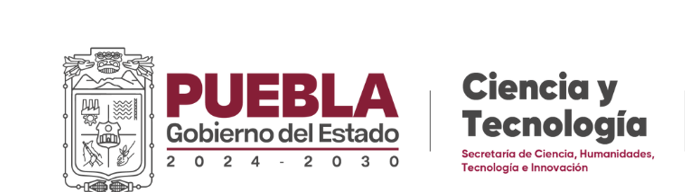 PUEBLA
Gobierno del Estado
2024-2030
Ciencia y
Tecnología
Secretaría de Ciencia, Humanidades,
Tecnología e Innovación